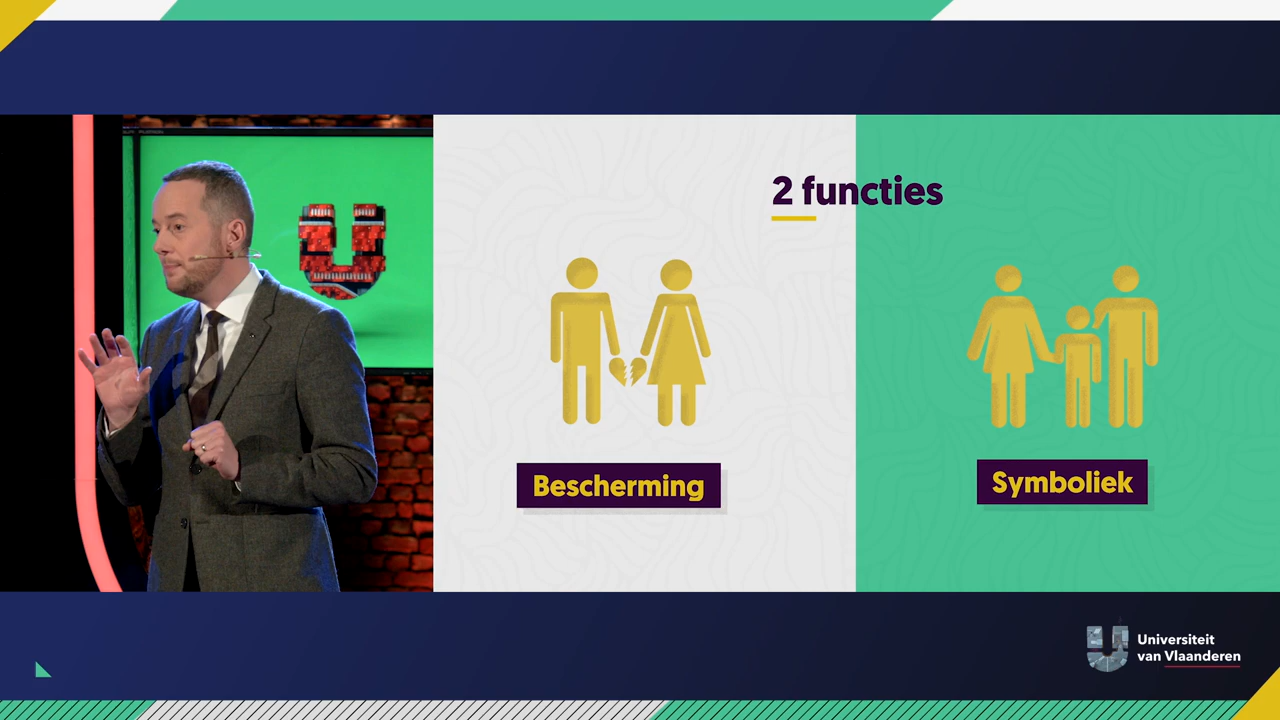 2 functies
Bescherming
Symboliek
Universiteit
van Vlaanderen